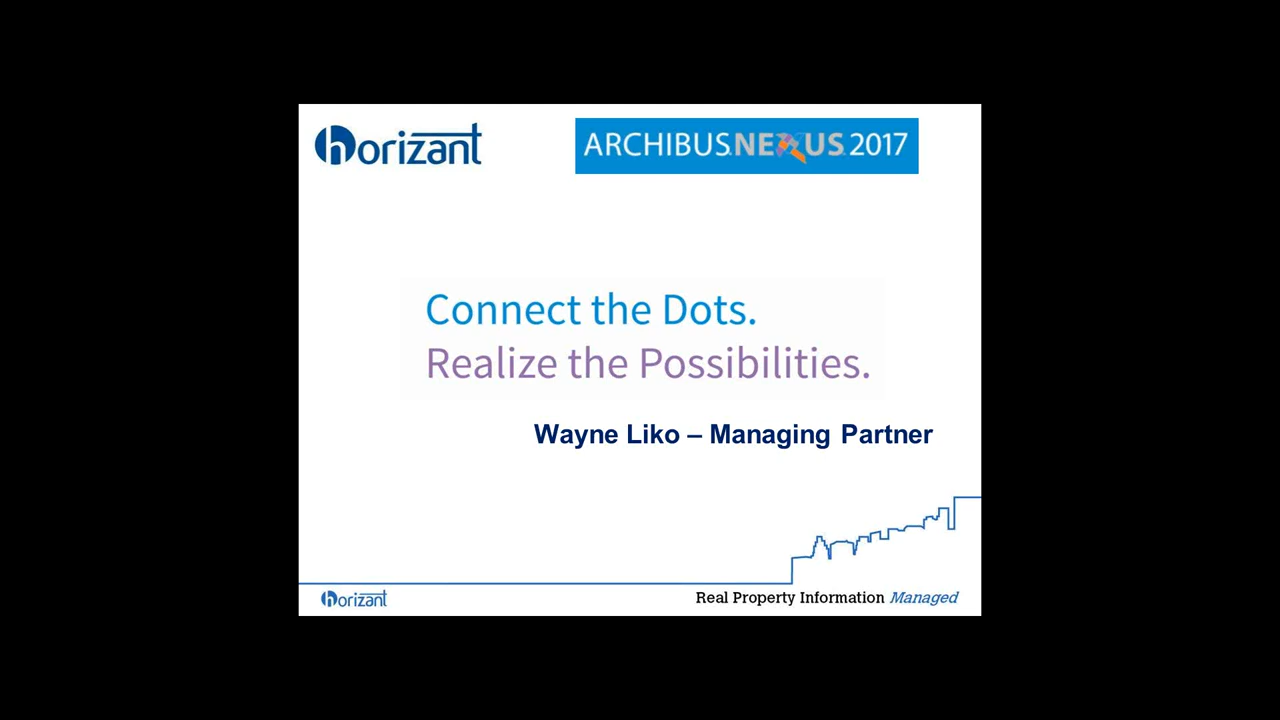 horizant
ARCHIBUS.NEXUS.2017
Connect the Dots.
Realize the Possibilities.
Wayne Liko – Managing Partner
horizant
Real Property Information Managed